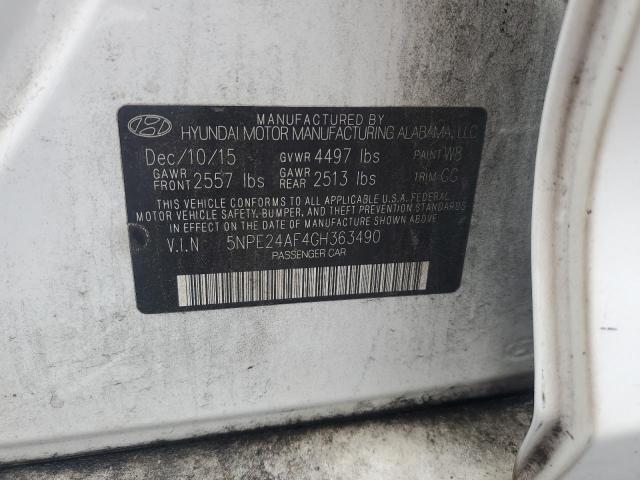 MANUFACTURED BY
HYUNDAI MOTOR MANUFACTURING ALABAMA, LLC
Dec/10/15 GVWR 4497 lbs PAINT:W8
GAWR FRONT 2557 lbs GAWR REAR 2513 lbs TRIM:CG
THIS VEHICLE CONFORMS TO ALL APPLICABLE U.S.A. FEDERAL
MOTOR VEHICLE SAFETY, BUMPER, AND THEFT PREVENTION STANDARDS
IN EFFECT ON THE DATE OF MANUFACTURE SHOWN ABOVE.
V.I.N 5NPE24AF4GH363490
PASSENGER CAR